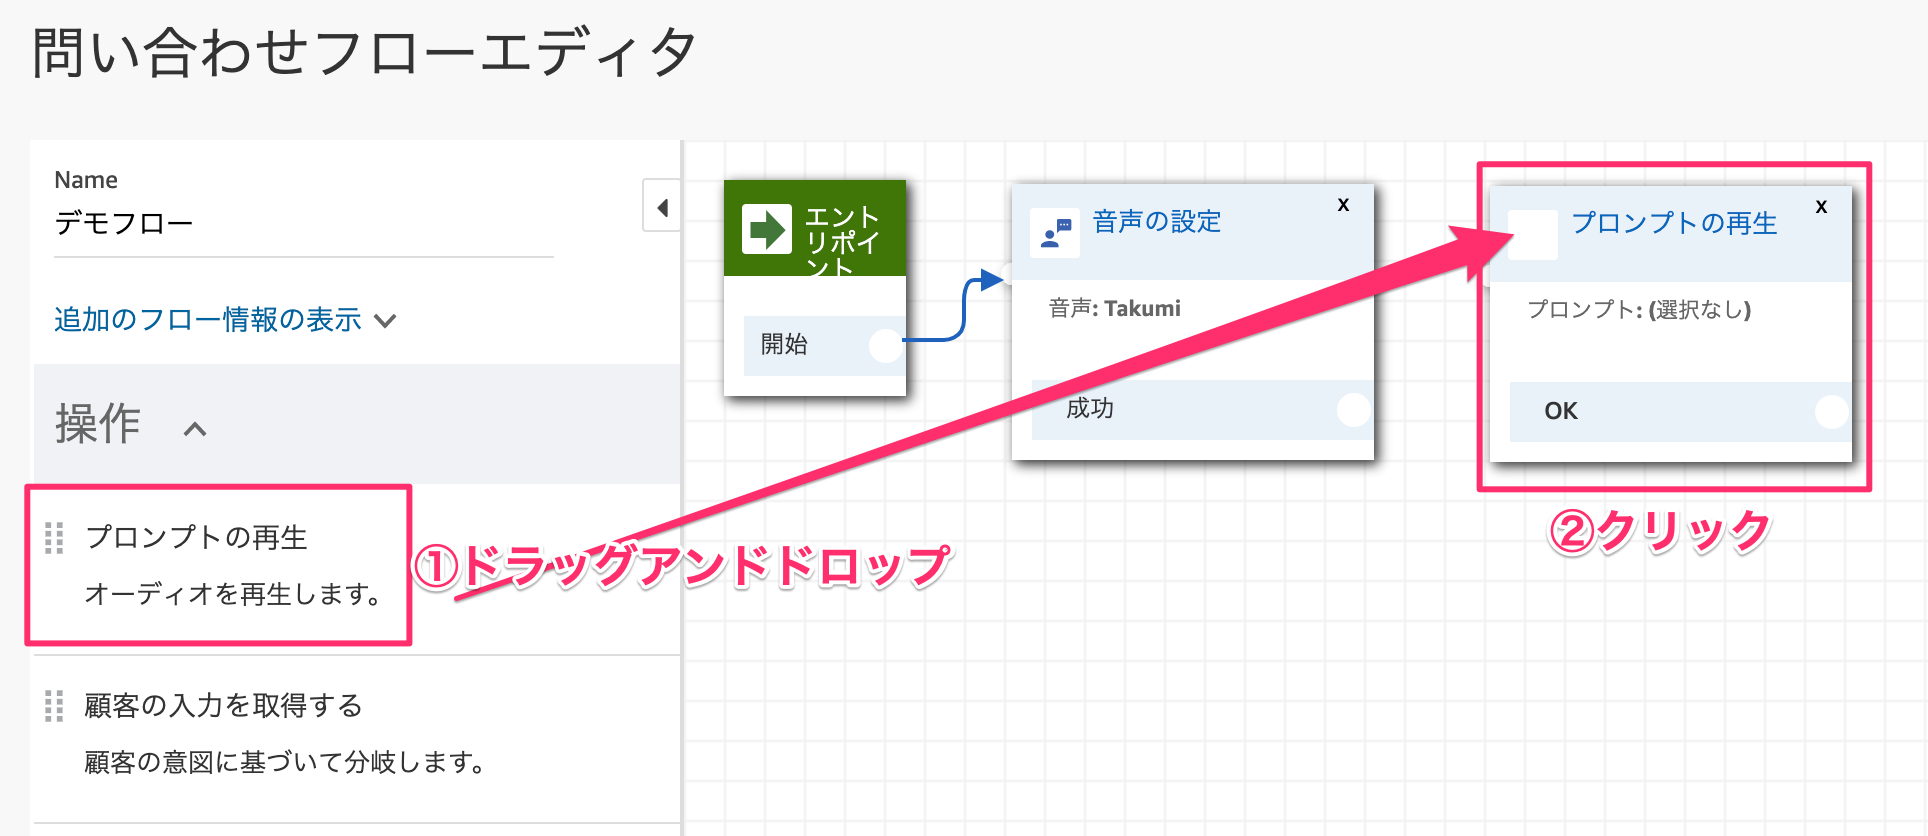 問い合わせフローエディタ
Name
デモフロー
追加のフロー情報の表示
操作
プロンプトの再生
オーディオを再生します。
顧客の入力を取得する
顧客の意図に基づいて分岐します。
エント
リポイ
ント
開始
音声の設定
x
音声: Takumi
成功
プロンプトの再生
x
プロンプト: (選択なし)
OK
①ドラッグアンドドロップ
②クリック